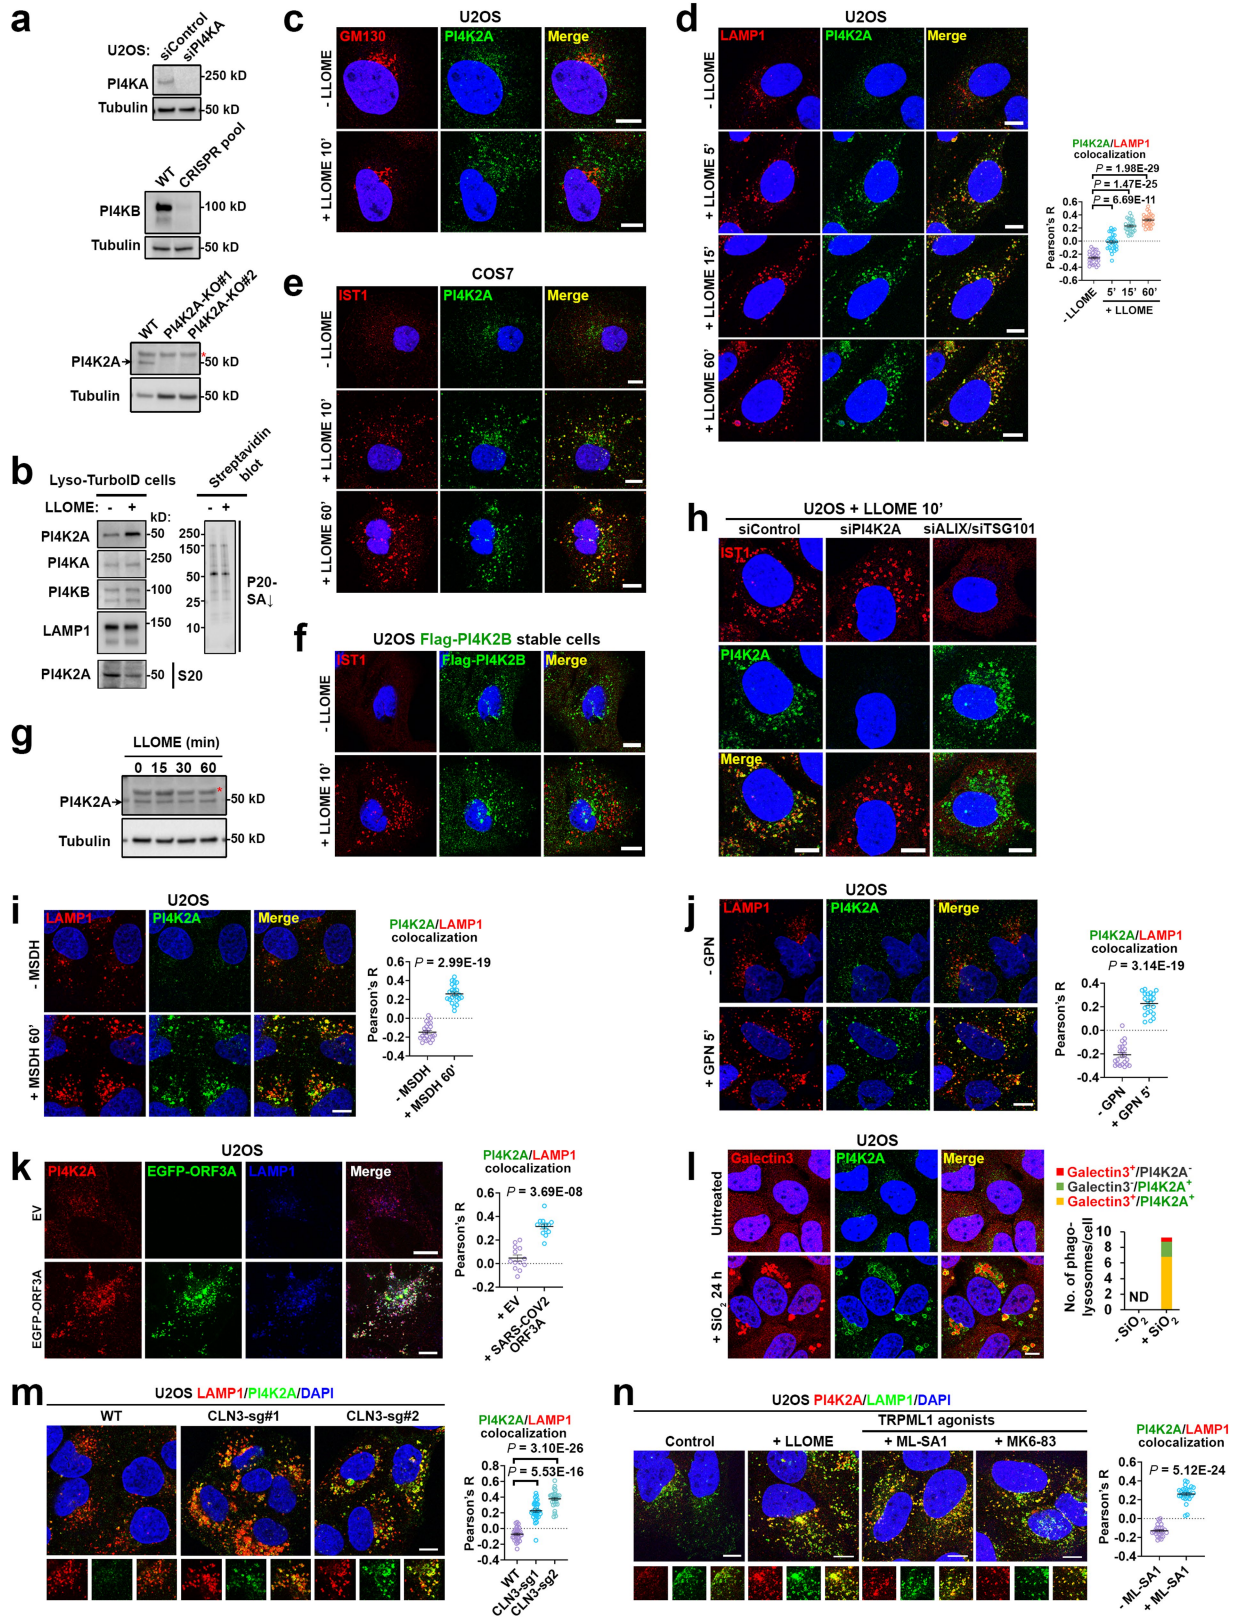 a
U2OS:
siControl
siPI4KA
PI4KA
250 kD
Tubulin
50 kD
WT
CRISPR pool
PI4KB
100 kD
Tubulin
50 kD
WT
PI4K2A-KO#1
PI4K2A-KO#2
PI4K2A
*
50 kD
Tubulin
50 kD
b
Lyso-TurboID cells
Streptavidin
blot
LLOME: - +
kD:
- +
PI4K2A
50
PI4KA
250
PI4KB
100
LAMP1
150
PI4K2A
50
S20
250
150
50
25
10
P20-
SA↓
c
U2OS
GM130 PI4K2A Merge
- LLOME
+ LLOME 10'
d
U2OS
LAMP1 PI4K2A Merge
- LLOME
+ LLOME 5'
+ LLOME 15'
+ LLOME 60'
PI4K2A/LAMP1
colocalization
P = 1.98E-29
P = 1.47E-25
P = 6.69E-11
Pearson's R
0.6
0.4
0.2
0.0
-0.2
-0.4
-0.6
- LLOME
5' 15' 60'
+ LLOME
e
COS7
IST1 PI4K2A Merge
- LLOME
+ LLOME 10'
+ LLOME 60'
f
U2OS Flag-PI4K2B stable cells
IST1 Flag-PI4K2B Merge
- LLOME
+ LLOME 10'
g
LLOME (min)
0 15 30 60
PI4K2A
*
50 kD
Tubulin
50 kD
h
U2OS + LLOME 10'
siControl siPI4K2A siALIX/siTSG101
IST1
PI4K2A
Merge
i
U2OS
LAMP1 PI4K2A Merge
- MSDH
+ MSDH 60'
PI4K2A/LAMP1
colocalization
P = 2.99E-19
Pearson's R
0.6
0.4
0.2
0.0
-0.2
-0.4
- MSDH
+ MSDH 60'
j
U2OS
LAMP1 PI4K2A Merge
- GPN
+ GPN 5'
PI4K2A/LAMP1
colocalization
P = 3.14E-19
Pearson's R
0.4
0.2
0.0
-0.2
-0.4
- GPN
+ GPN 5'
k
U2OS
PI4K2A EGFP-ORF3A LAMP1 Merge
EV
EGFP-ORF3A
PI4K2A/LAMP1
colocalization
P = 3.69E-08
Pearson's R
0.6
0.4
0.2
0.0
-0.2
+ EV
+ SARS-COV2
ORF3A
l
U2OS
Galectin3 PI4K2A Merge
Untreated
+ SiO2 24 h
Galectin3+/PI4K2A-
Galectin3-/PI4K2A+
Galectin3+/PI4K2A+
No. of phago-
lysosomes/cell
10
8
6
4
2
0
ND
- SiO2
+ SiO2
m
U2OS LAMP1/PI4K2A/DAPI
WT CLN3-sg#1 CLN3-sg#2
PI4K2A/LAMP1
colocalization
P = 3.10E-26
P = 5.53E-16
Pearson's R
0.8
0.6
0.4
0.2
0.0
-0.2
-0.4
WT
CLN3-sg1
CLN3-sg2
n
U2OS PI4K2A/LAMP1/DAPI
TRPML1 agonists
Control + LLOME + ML-SA1 + MK6-83
PI4K2A/LAMP1
colocalization
P = 5.12E-24
Pearson's R
0.6
0.4
0.2
0.0
-0.2
-0.4
- ML-SA1
+ ML-SA1